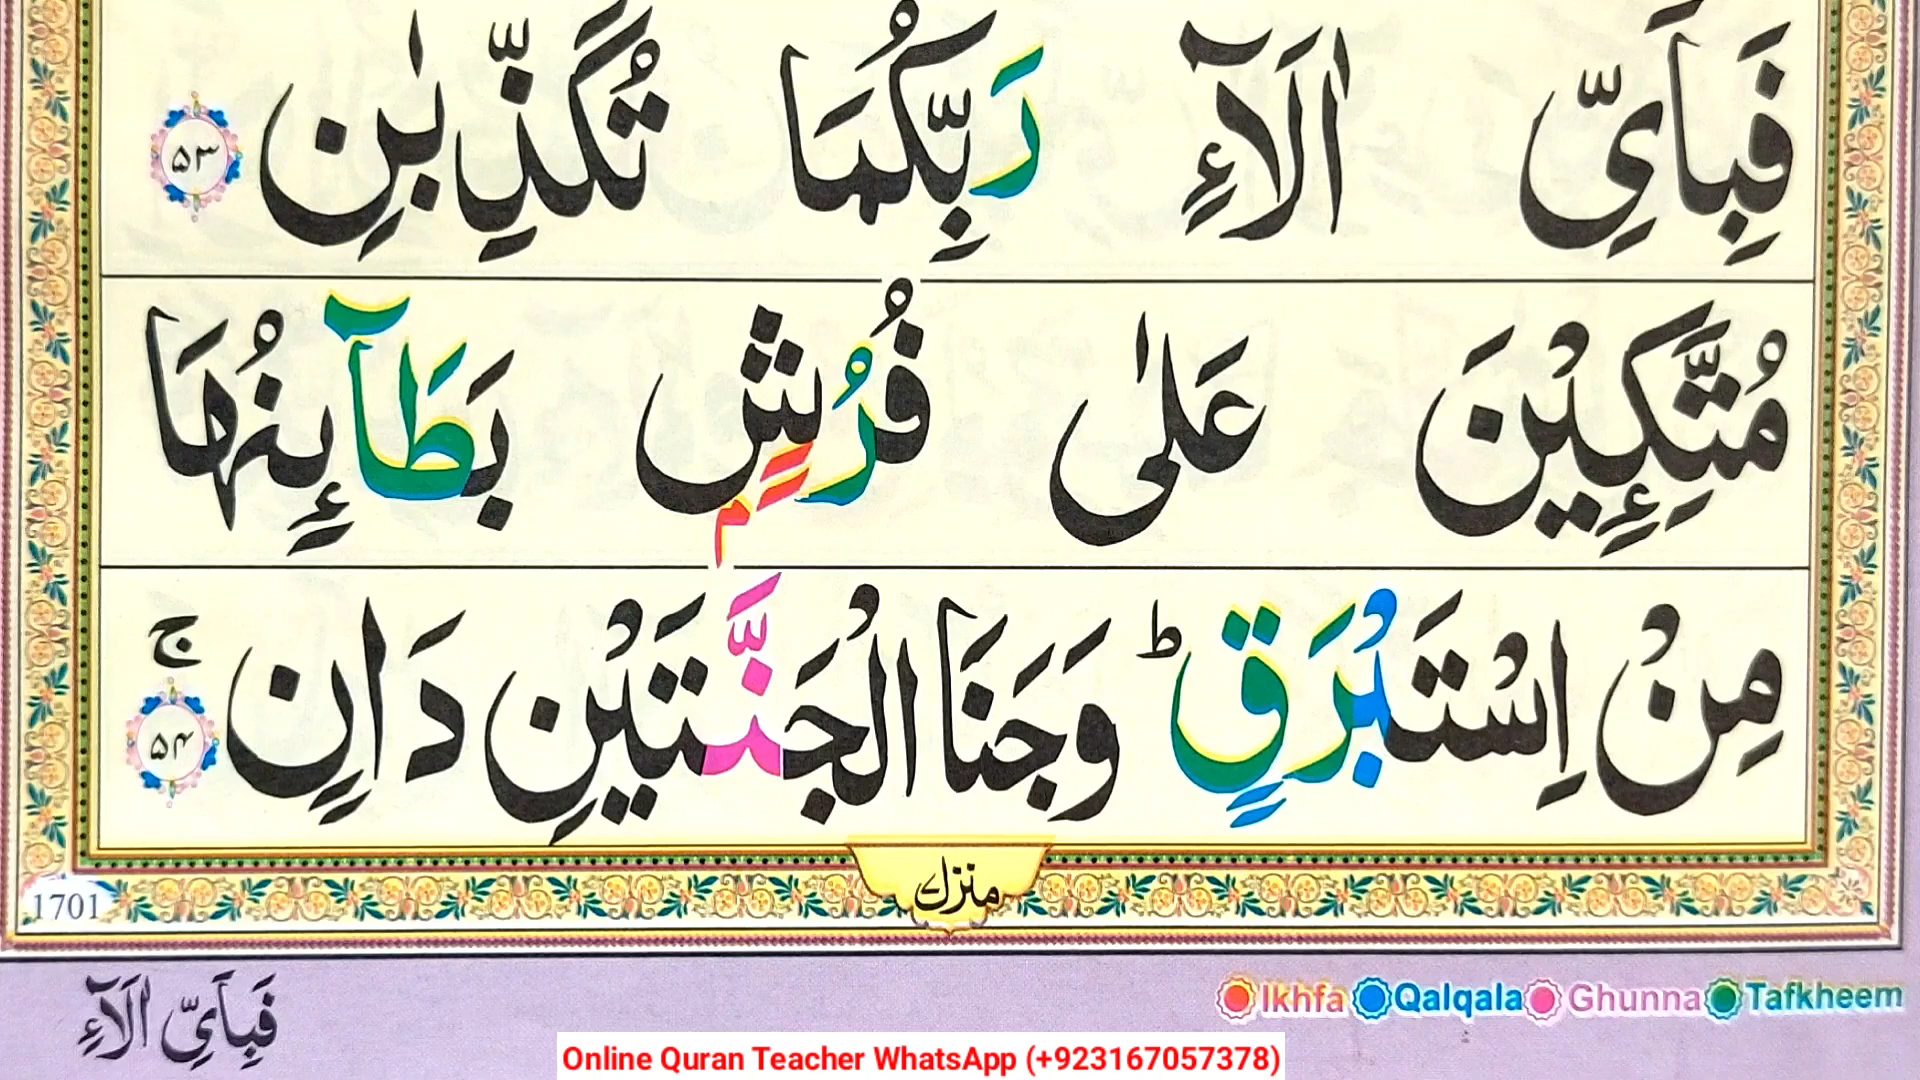 فَبِاَىِّ اٰلَآءِ رَبِّكُمَا تُكَذِّبٰنِ ۵۳
مُتَّكِـِٕيْنَ عَلٰى فُرُشٍۭ بَطَآىِٕنُهَا
مِنْ اِسْتَبْرَقٍ ؕ وَجَنَا الْجَنَّتَيْنِ دَانٍ ۚ ۵۴
منزل
1701
فَبِاَىِّ اٰلَآءِ
Ikhfa Qalqala Ghunna Tafkheem
Online Quran Teacher WhatsApp (+923167057378)